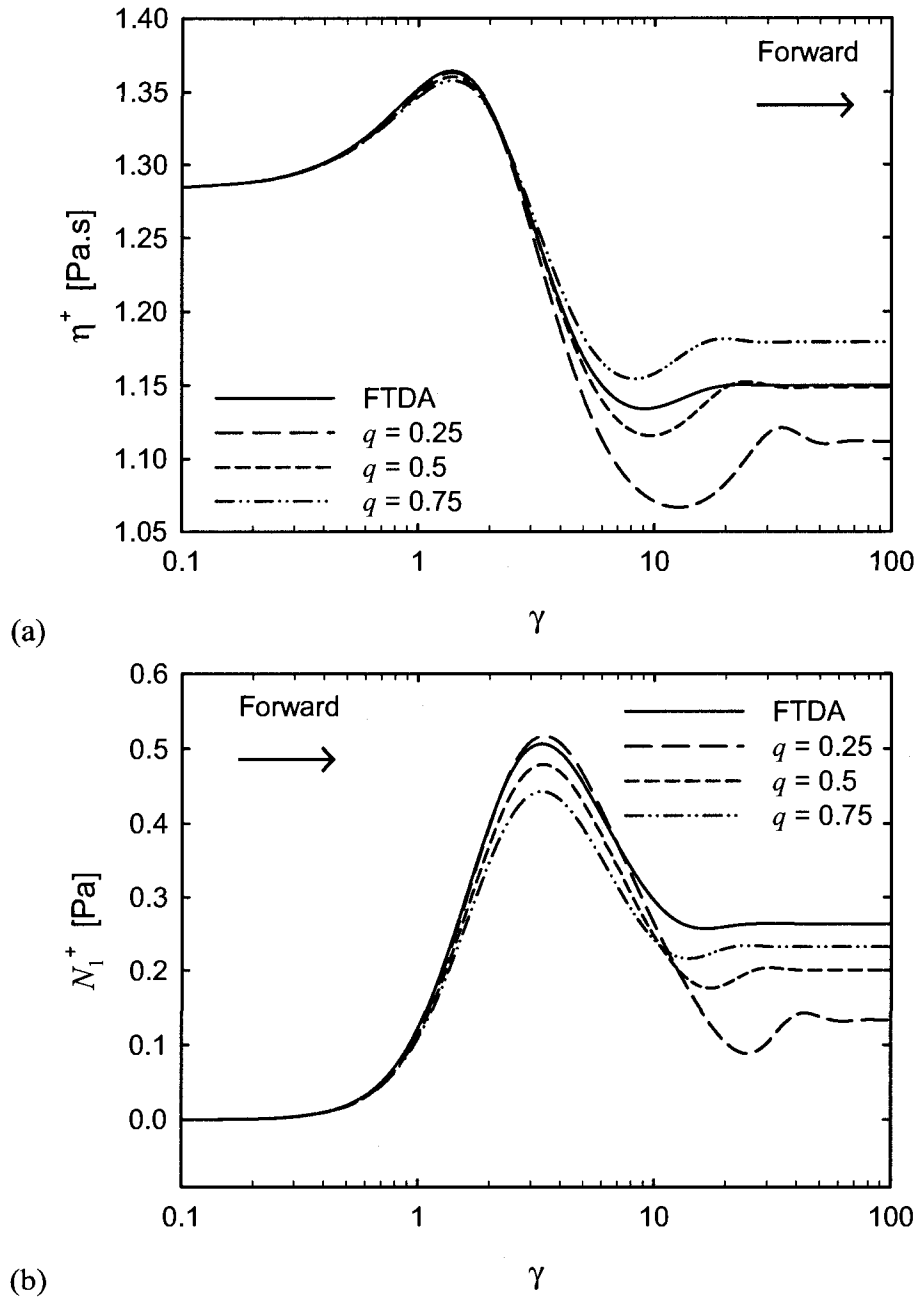 1.40
1.35
1.30
1.25
1.20
1.15
1.10
1.05
η⁺ [Pa.s]
Forward
FTDA
q = 0.25
q = 0.5
q = 0.75
0.1 1 10 100
γ
(a)
0.6
0.5
0.4
0.3
0.2
0.1
0.0
N₁⁺ [Pa]
Forward
FTDA
q = 0.25
q = 0.5
q = 0.75
0.1 1 10 100
γ
(b)